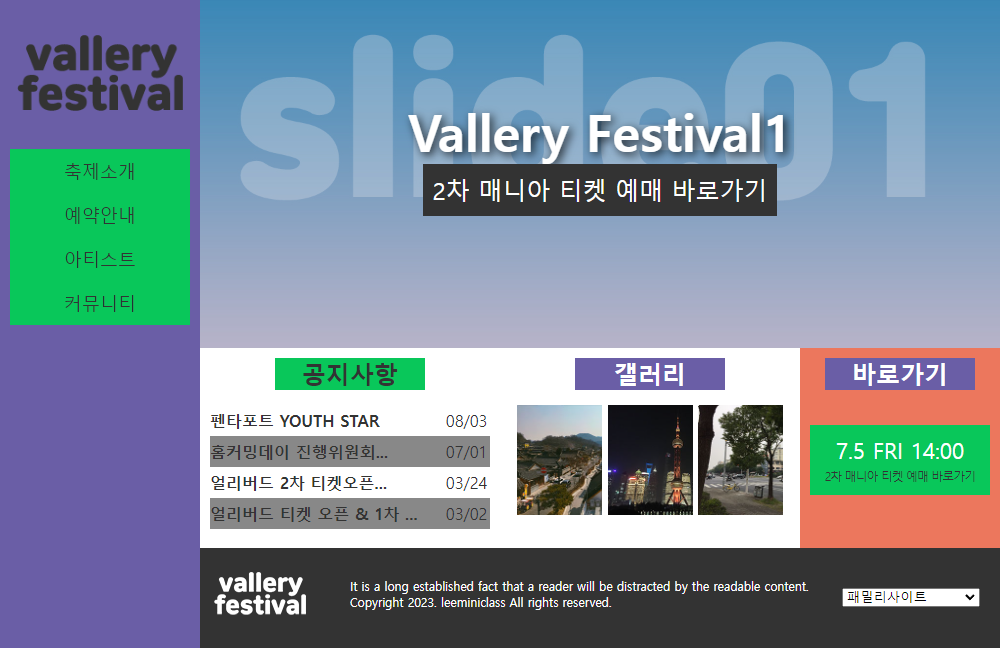 vallery
festival
축제소개
예약안내
아티스트
커뮤니티
slide01
Vallery Festival1
2차 매니아 티켓 예매 바로가기
공지사항
펜타포트 YOUTH STAR 08/03
홈커밍데이 진행위원회... 07/01
얼리버드 2차 티켓오픈... 03/24
얼리버드 티켓 오픈 & 1차 ... 03/02
갤러리
바로가기
7.5 FRI 14:00
2차 매니아 티켓 예매 바로가기
vallery
festival
It is a long established fact that a reader will be distracted by the readable content.
Copyright 2023. leeminiclass All rights reserved.
패밀리사이트